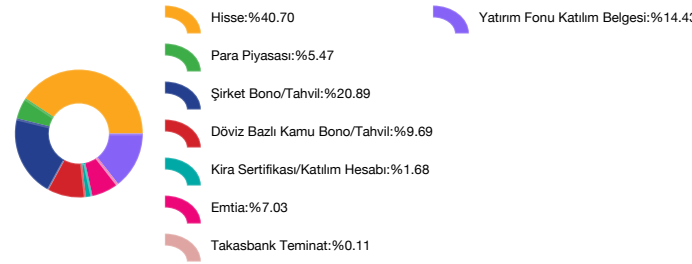 Hisse:%40.70
Para Piyasası:%5.47
Şirket Bono/Tahvil:%20.89
Döviz Bazlı Kamu Bono/Tahvil:%9.69
Kira Sertifikası/Katılım Hesabı:%1.68
Emtia:%7.03
Takasbank Teminat:%0.11
Yatırım Fonu Katılım Belgesi:%14.43